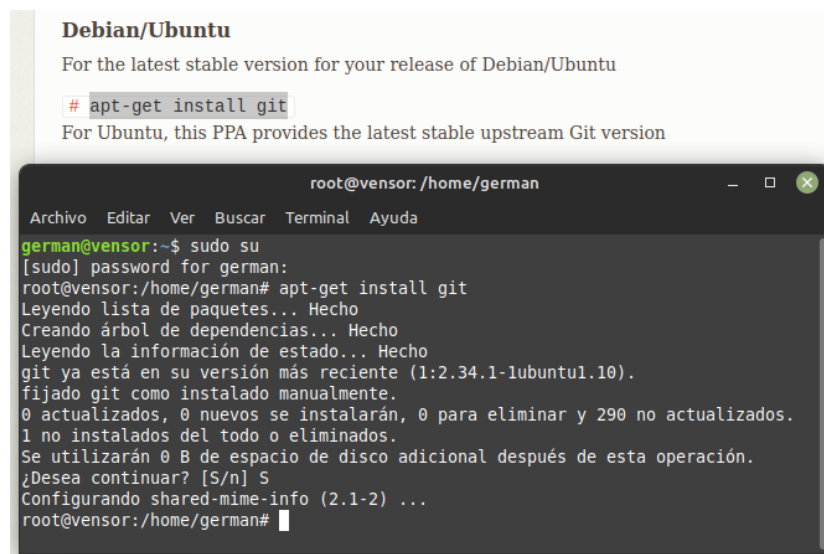 Debian/Ubuntu
For the latest stable version for your release of Debian/Ubuntu
# apt-get install git
For Ubuntu, this PPA provides the latest stable upstream Git version
root@vensor: /home/german
Archivo Editar Ver Buscar Terminal Ayuda
german@vensor:~$ sudo su
[sudo] password for german:
root@vensor:/home/german# apt-get install git
Leyendo lista de paquetes... Hecho
Creando árbol de dependencias... Hecho
Leyendo la información de estado... Hecho
git ya está en su versión más reciente (1:2.34.1-1ubuntu1.10).
fijado git como instalado manualmente.
0 actualizados, 0 nuevos se instalarán, 0 para eliminar y 290 no actualizados.
1 no instalados del todo o eliminados.
Se utilizarán 0 B de espacio de disco adicional después de esta operación.
¿Desea continuar? [S/n] S
Configurando shared-mime-info (2.1-2) ...
root@vensor:/home/german#